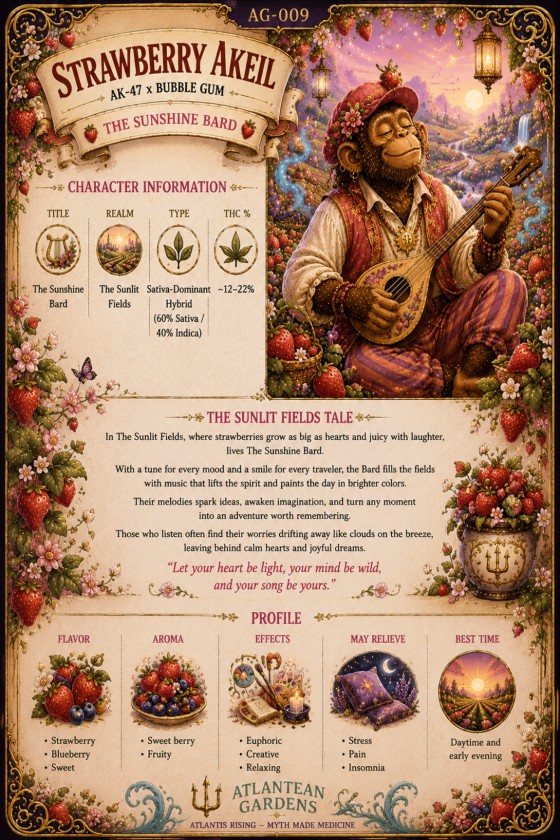 AG-009
STRAWBERRY AKEIL
AK-47 x BUBBLE GUM
THE SUNSHINE BARD
CHARACTER INFORMATION
TITLE
The Sunshine
Bard
REALM
The Sunlit
Fields
TYPE
Sativa-Dominant
Hybrid
(60% Sativa /
40% Indica)
THC %
~12–22%
THE SUNLIT FIELDS TALE
In The Sunlit Fields, where strawberries grow as big as hearts and juicy with laughter,
lives The Sunshine Bard.
With a tune for every mood and a smile for every traveler, the Bard fills the fields
with music that lifts the spirit and paints the day in brighter colors.
Their melodies spark ideas, awaken imagination, and turn any moment
into an adventure worth remembering.
Those who listen often find their worries drifting away like clouds on the breeze,
leaving behind calm hearts and joyful dreams.
“Let your heart be light, your mind be wild,
and your song be yours.”
PROFILE
FLAVOR
• Strawberry
• Blueberry
• Sweet
AROMA
• Sweet berry
• Fruity
EFFECTS
• Euphoric
• Creative
• Relaxing
MAY RELIEVE
• Stress
• Pain
• Insomnia
BEST TIME
Daytime and
early evening
ATLANTEAN
GARDENS
ATLANTIS RISING – MYTH MADE MEDICINE